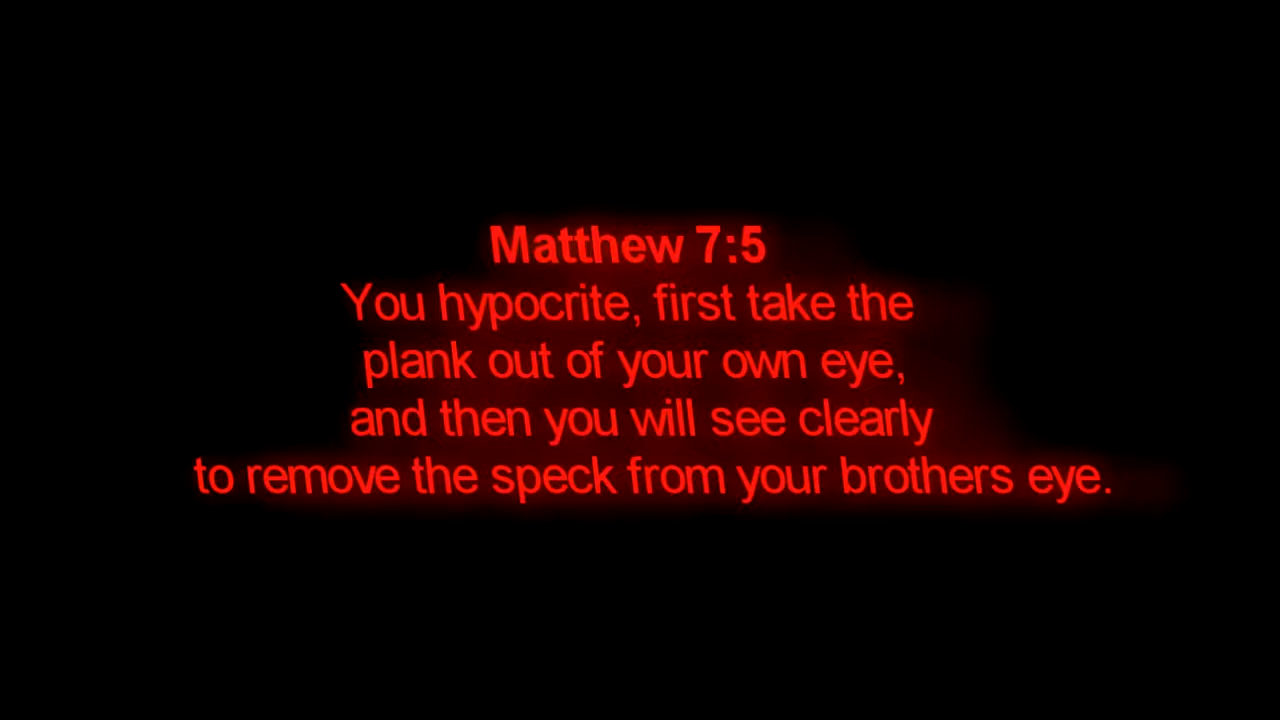 Matthew 7:5
You hypocrite, first take the
plank out of your own eye,
and then you will see clearly
to remove the speck from your brothers eye.